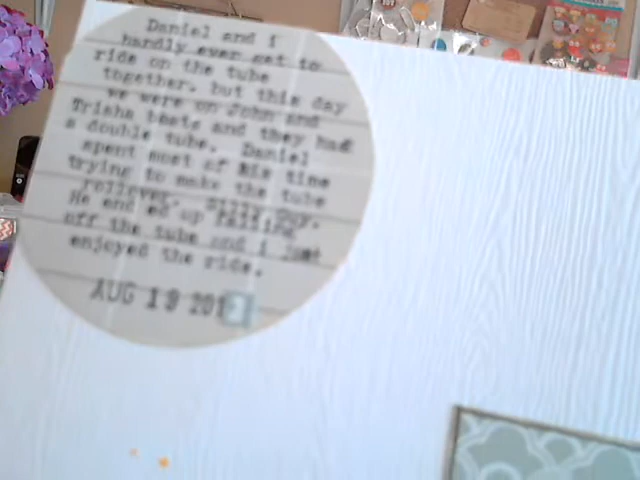 Daniel and i
hardly ever get to
ride on the tube
together. but this day
we were on John and
Trisha boats and they had
a double tube. Daniel
spent most of his time
trying to make the tube
rollover. silly guy.
He end ed up falling
off the tube and i just
enjoyed the ride.
AUG 19 201